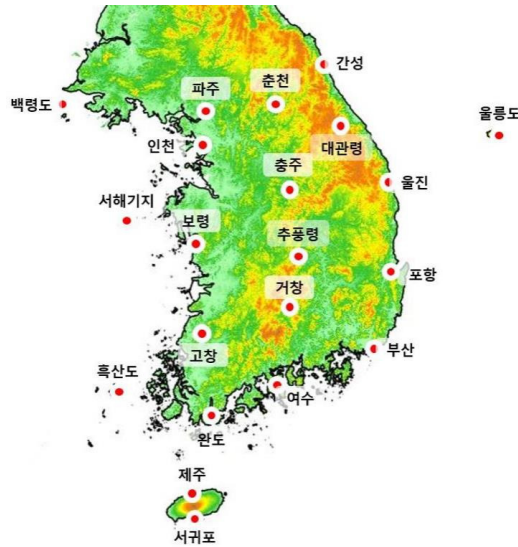 간성
백령도
파주
춘천
울릉도
대관령
인천
충주
울진
서해기지
보령
추풍령
포항
거창
부산
고창
흑산도
여수
완도
제주
서귀포